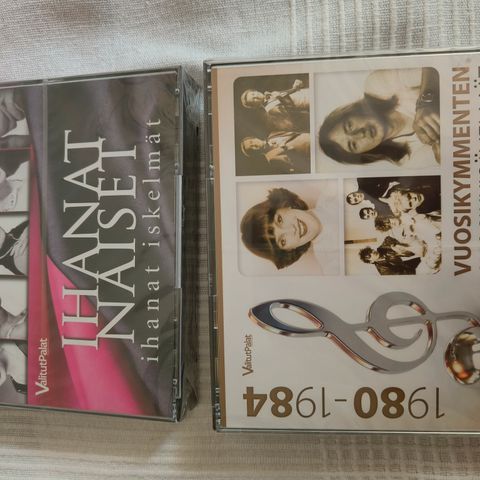 IHANAT
NAISET
ihanat iskelmät
ValitutPalat
VUOSIKYMMENTEN
ValitutPalat
1980-1984